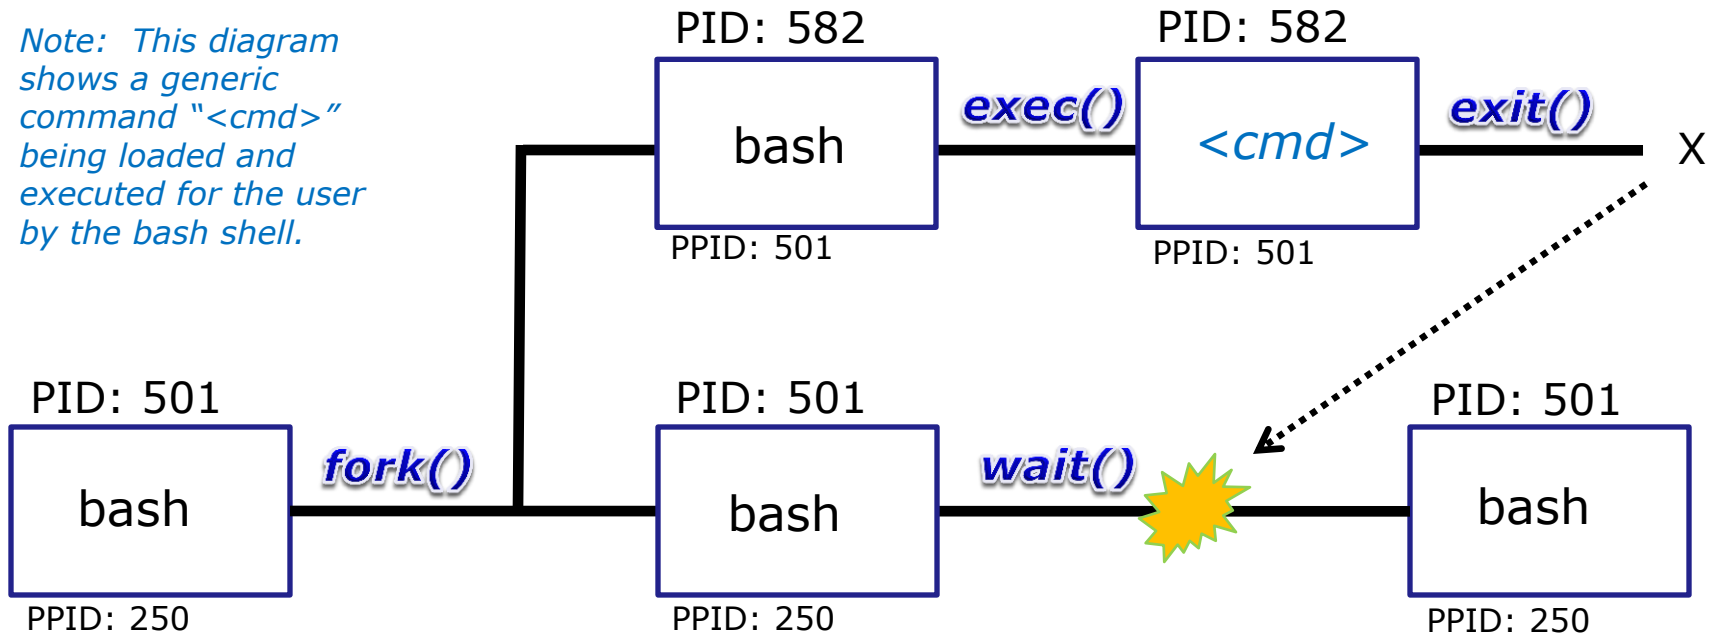 Note:  This diagram
shows a generic
command “<cmd>”
being loaded and
executed for the user
by the bash shell.
PID: 582
bash
PPID: 501
exec()
PID: 582
<cmd>
PPID: 501
exit()
X
PID: 501
bash
PPID: 250
fork()
PID: 501
bash
PPID: 250
wait()
PID: 501
bash
PPID: 250